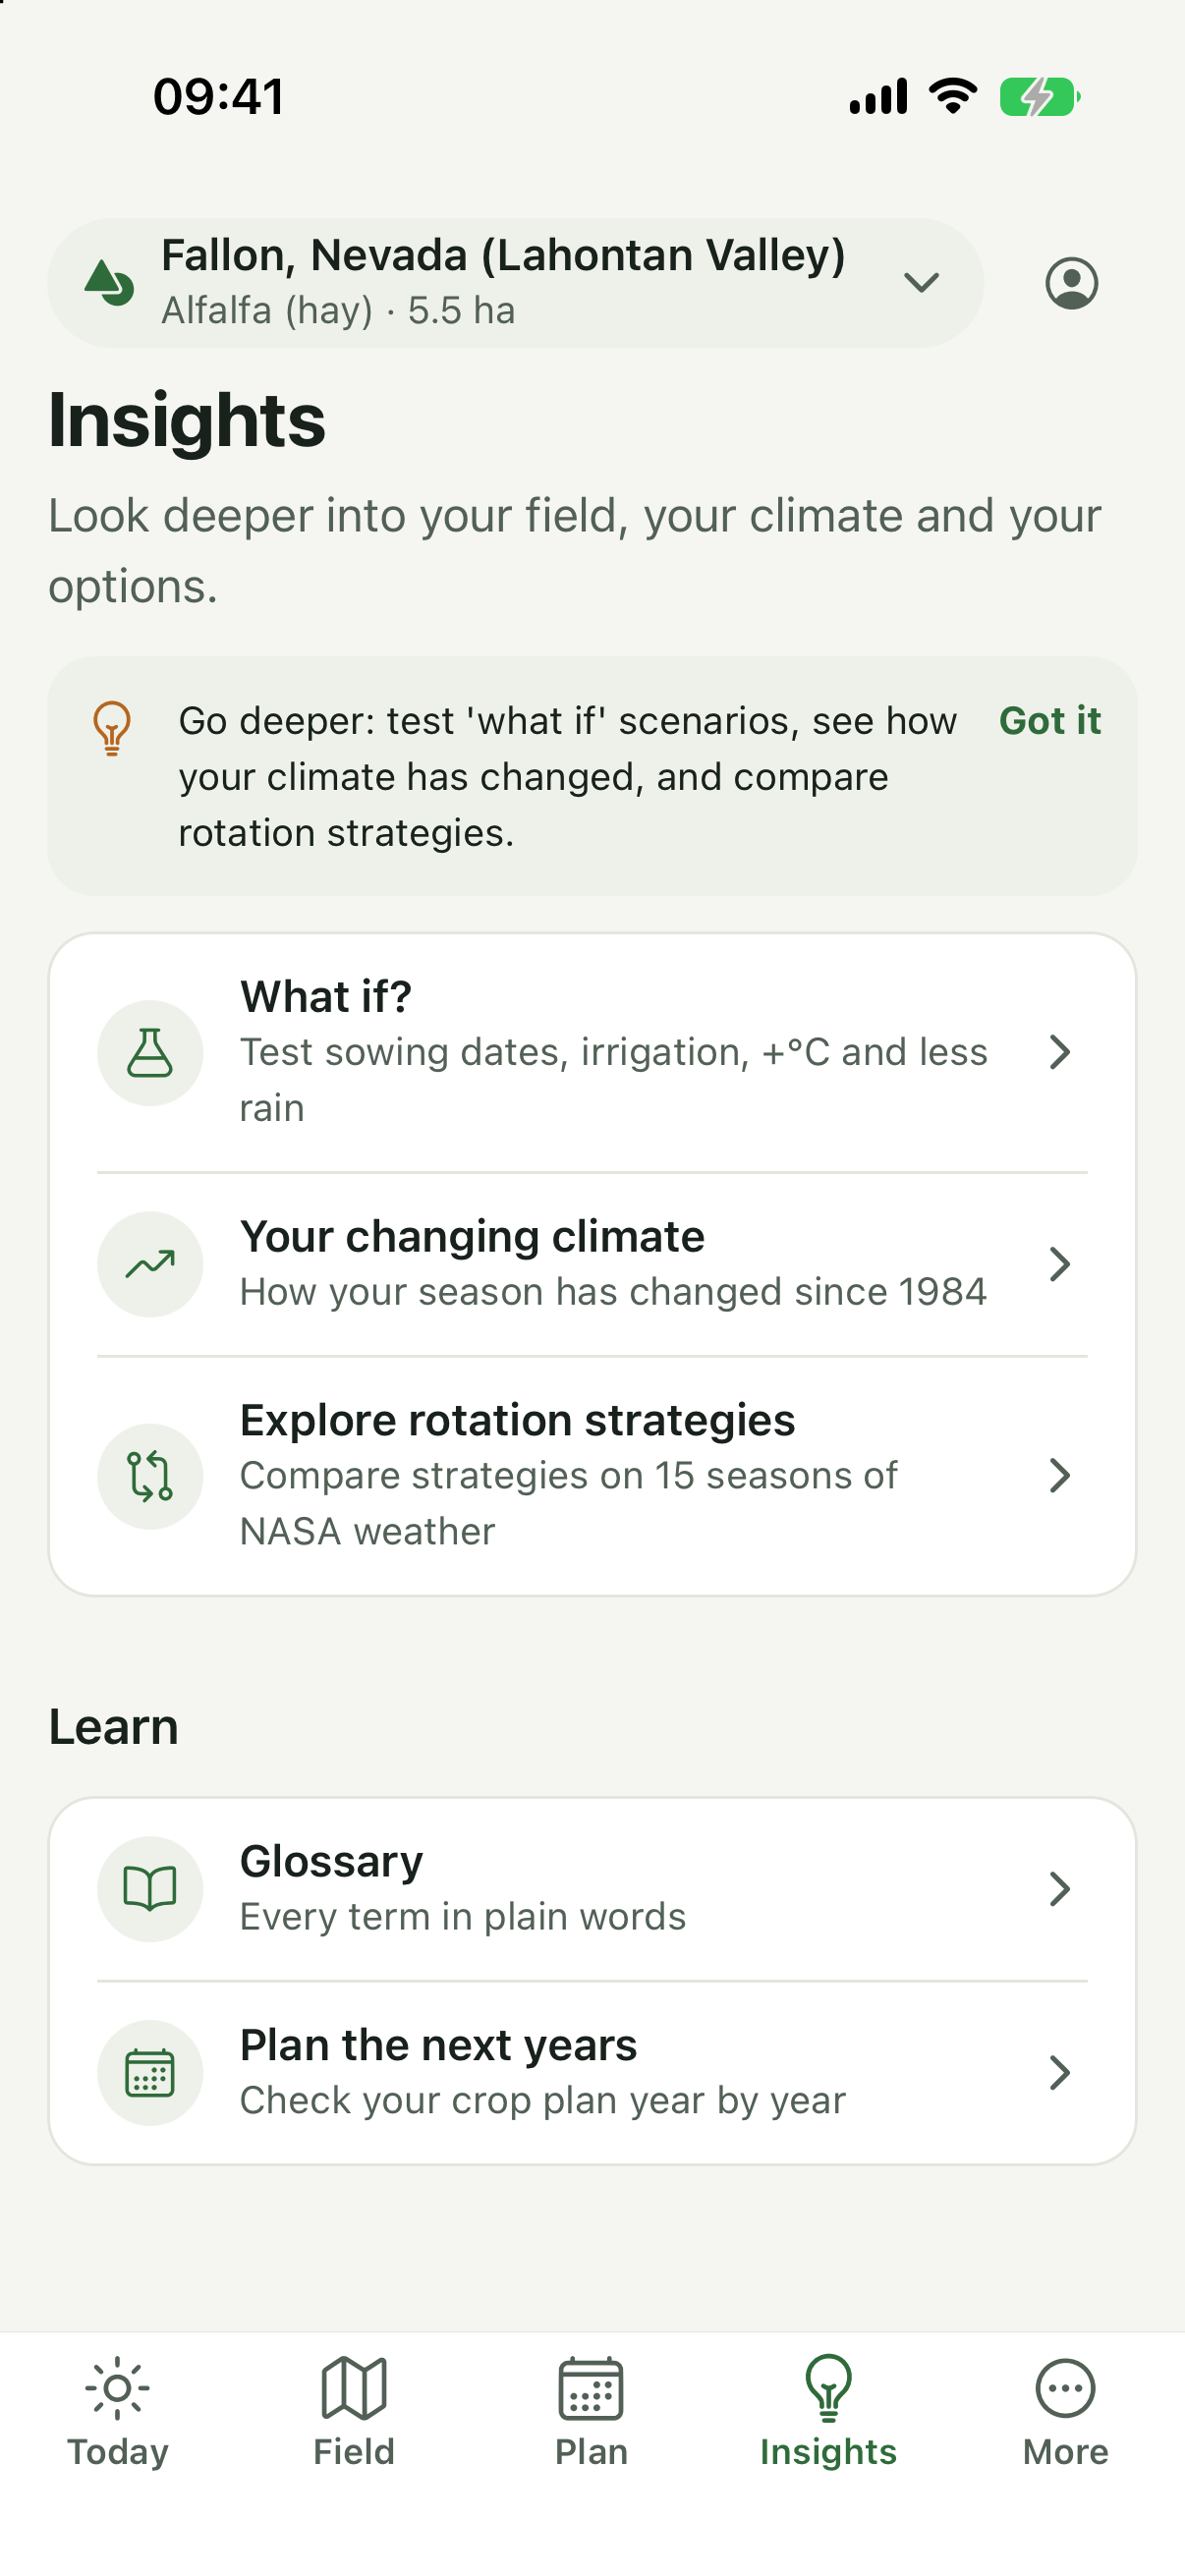 09:41
Fallon, Nevada (Lahontan Valley)
Alfalfa (hay) · 5.5 ha
Insights
Look deeper into your field, your climate and your
options.
Go deeper: test 'what if' scenarios, see how
your climate has changed, and compare
rotation strategies.
Got it
What if?
Test sowing dates, irrigation, +°C and less
rain
Your changing climate
How your season has changed since 1984
Explore rotation strategies
Compare strategies on 15 seasons of
NASA weather
Learn
Glossary
Every term in plain words
Plan the next years
Check your crop plan year by year
Today
Field
Plan
Insights
More